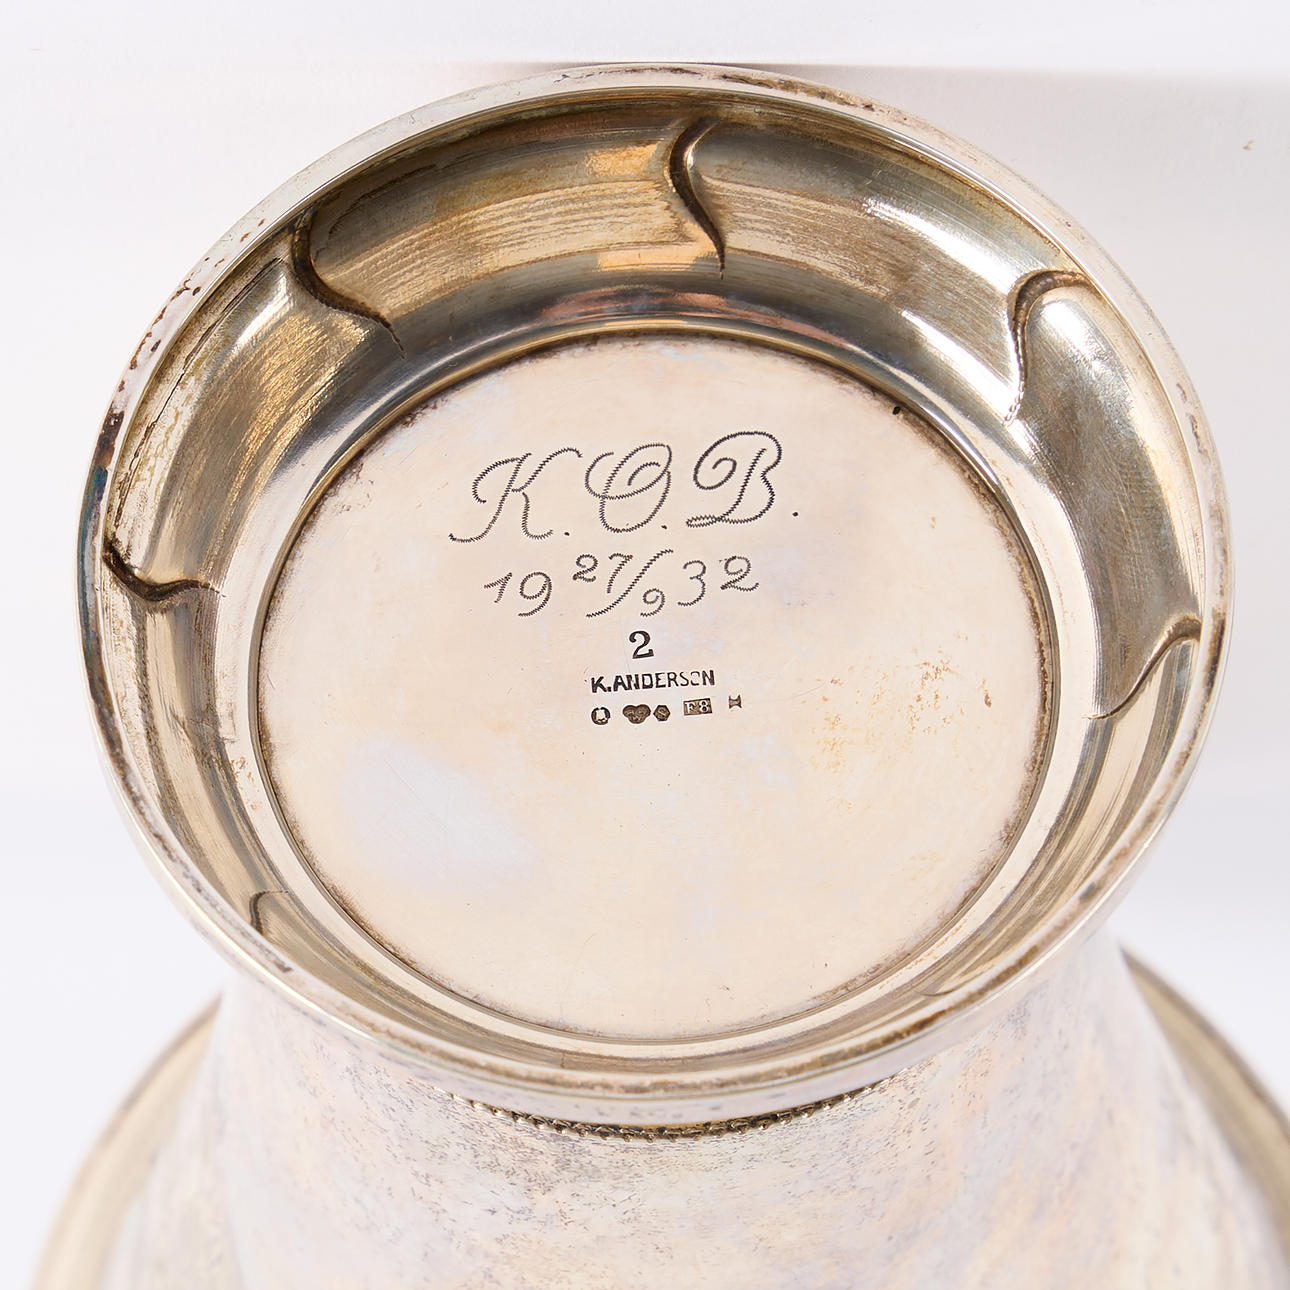 K.O.B.
19 27/9 32
2
K.ANDERSON
S F8